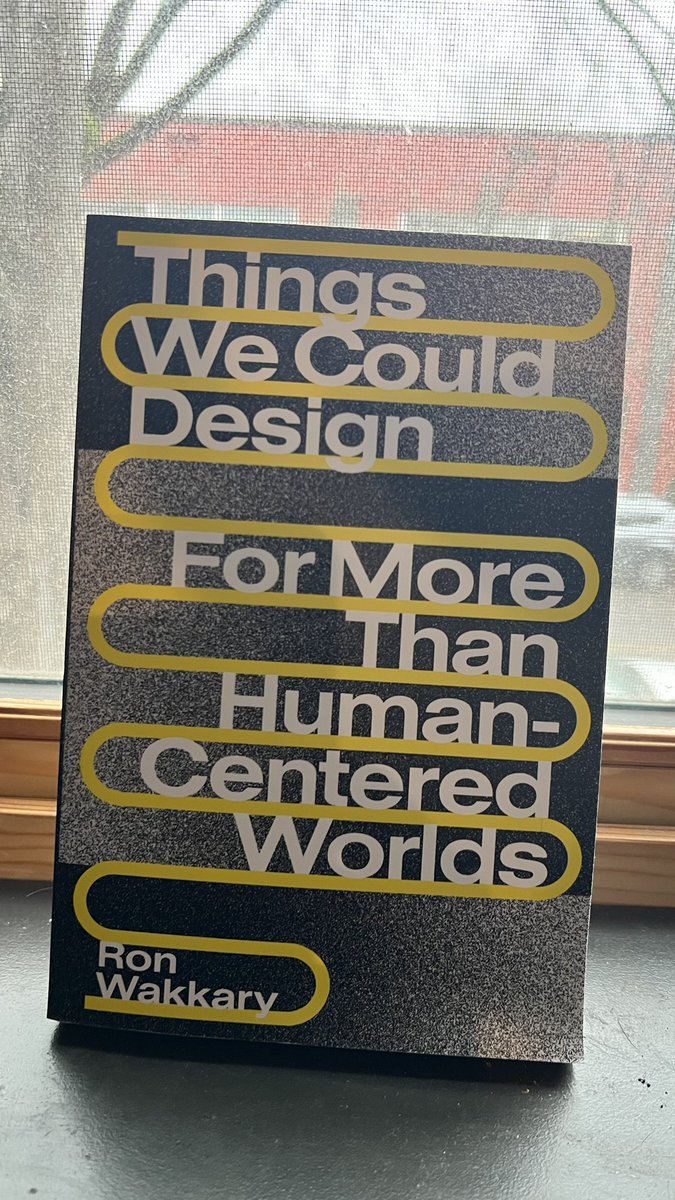 Things
We Could
Design
For More
Than
Human-
Centered
Worlds
Ron
Wakkary